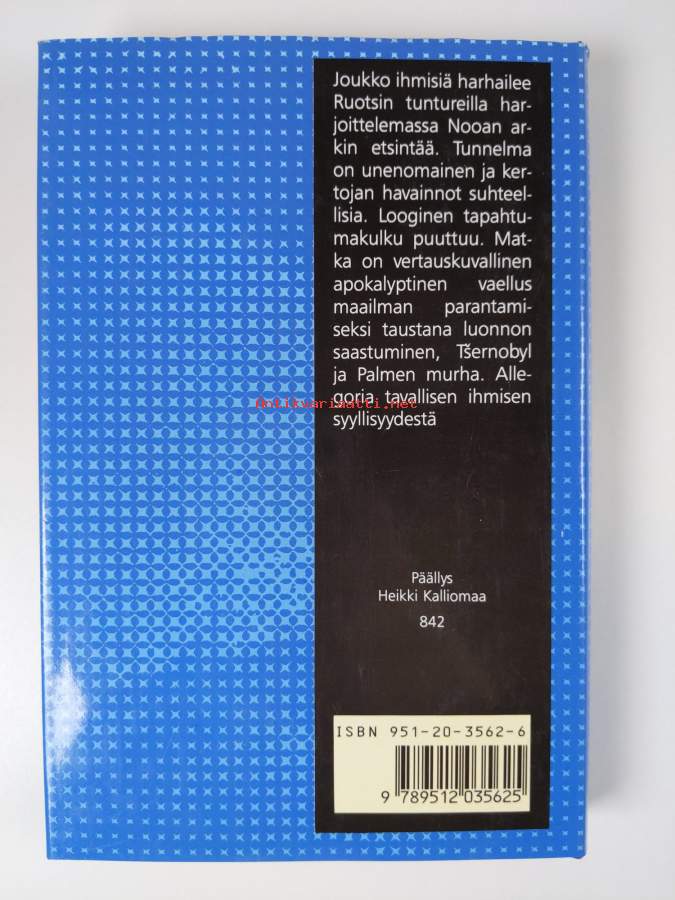 Joukko ihmisiä harhailee
Ruotsin tuntureilla har-
joittelemassa Nooan ar-
kin etsintää. Tunnelma
on unenomainen ja ker-
tojan havainnot suhteel-
lisia. Looginen tapahtu-
makulku puuttuu. Mat-
ka on vertauskuvallinen
apokalyptinen vaellus
maailman parantami-
seksi taustana luonnon
saastuminen, Tšernobyl
ja Palmen murha. Alle-
goria tavallisen ihmisen
antikvariaatti.net
syyllisyydestä
Päällys
Heikki Kalliomaa
842
ISBN 951-20-3562-6
9 789512 035625